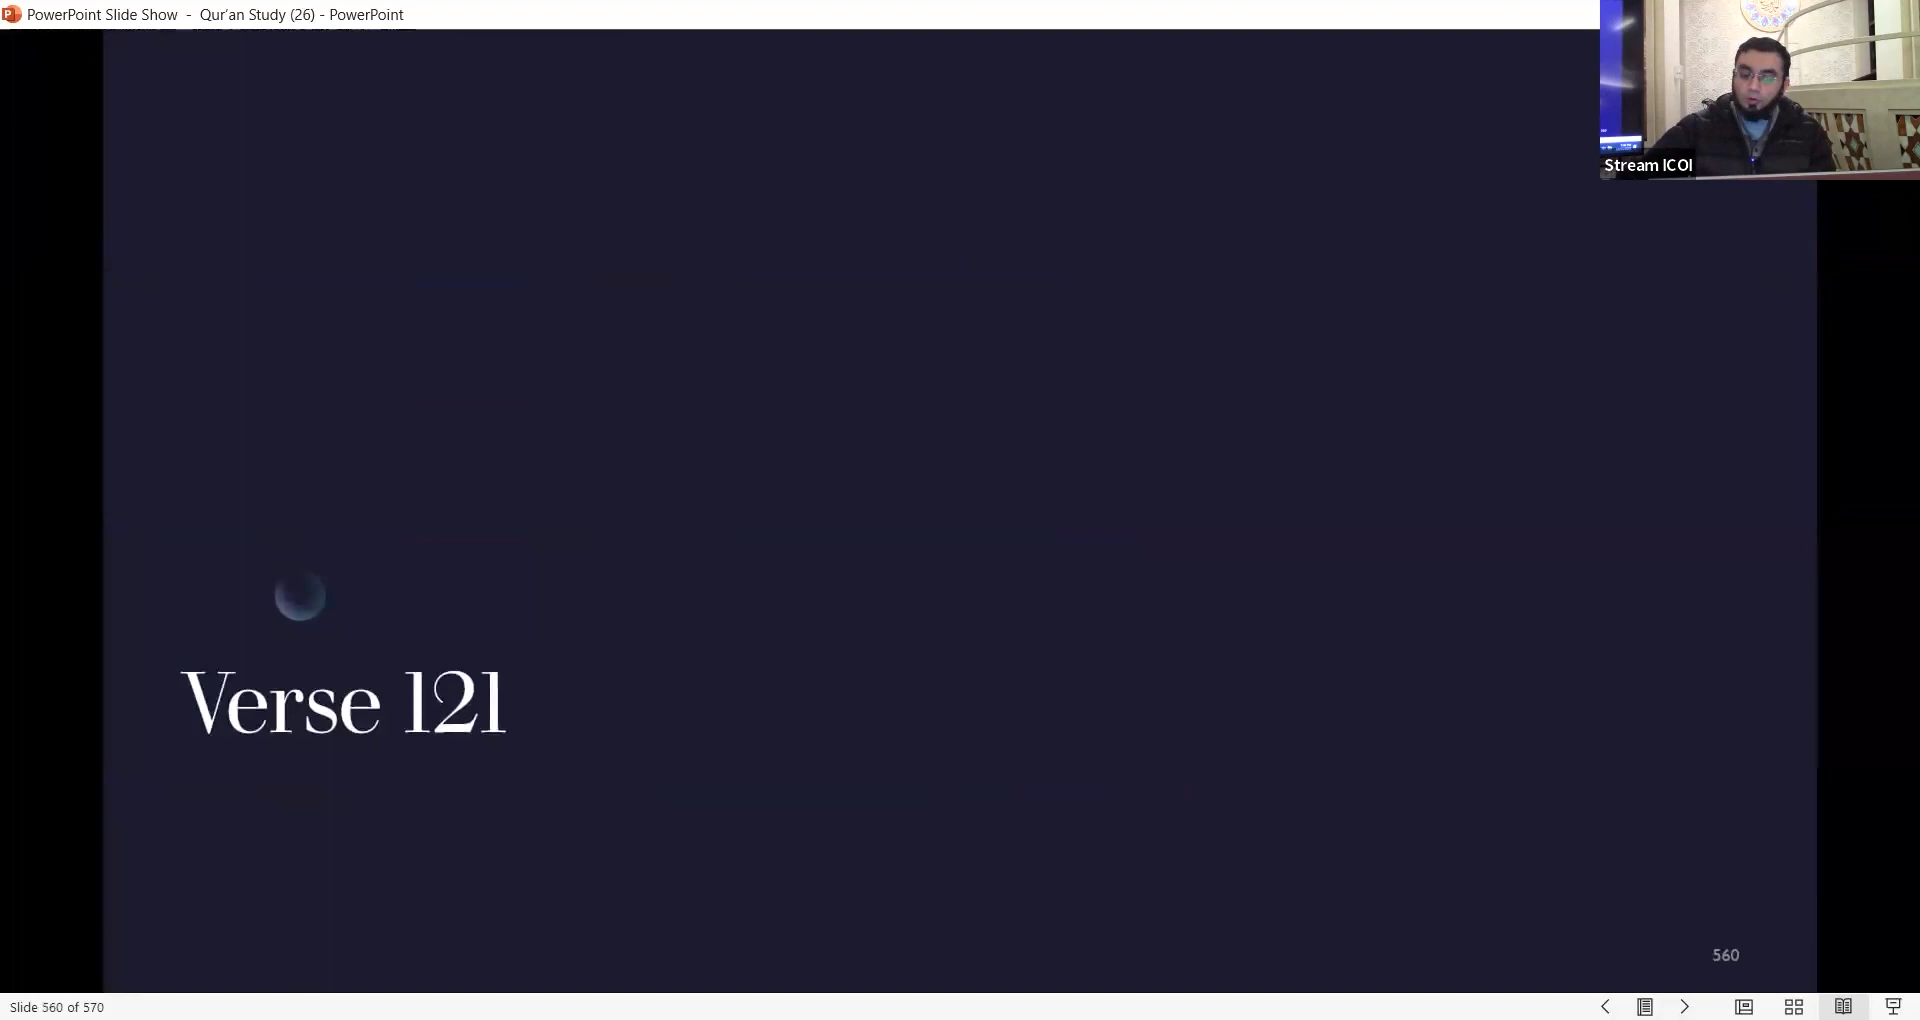 PowerPoint Slide Show - Qur’an Study (26) - PowerPoint
Stream ICOI
Verse 121
560
Slide 560 of 570